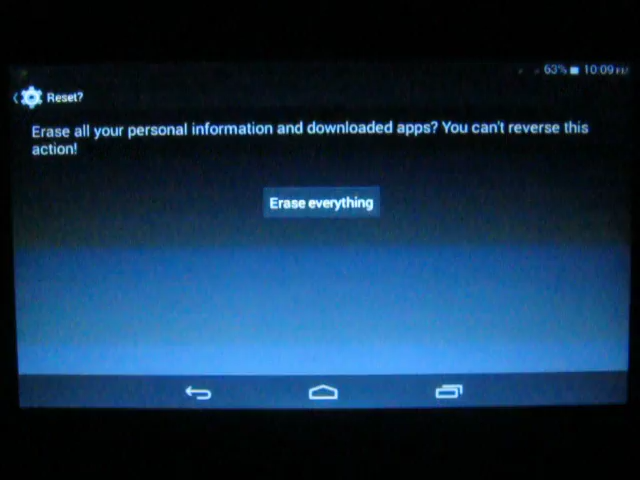 63% 10:09 PM
Reset?
Erase all your personal information and downloaded apps? You can't reverse this
action!
Erase everything